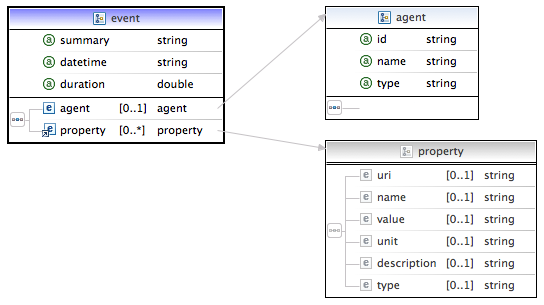 event
ⓐ summary string
ⓐ datetime string
ⓐ duration double
e agent [0..1] agent
e property [0..*] property
agent
ⓐ id string
ⓐ name string
ⓐ type string
property
e uri [0..1] string
e name [0..1] string
e value [0..1] string
e unit [0..1] string
e description [0..1] string
e type [0..1] string